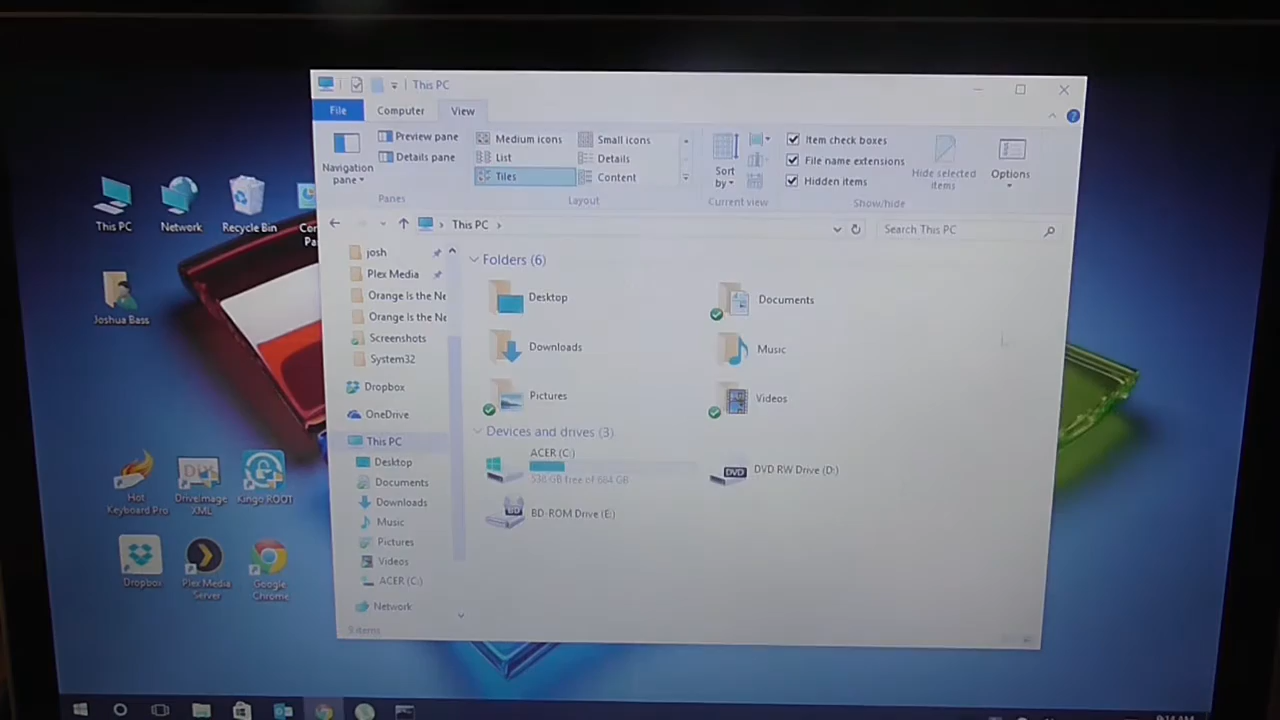 This PC
File Computer View
Navigation pane
Preview pane
Details pane
Panes
Medium icons
Small icons
List
Details
Tiles
Content
Layout
Sort by
Current view
Item check boxes
File name extensions
Hidden items
Hide selected items
Show/hide
Options
This PC
Search This PC
josh
Plex Media
Orange Is the Ne
Orange Is the Ne
Screenshots
System32
Dropbox
OneDrive
This PC
Desktop
Documents
Downloads
Music
Pictures
Videos
ACER (C:)
Network
9 items
Folders (6)
Desktop
Documents
Downloads
Music
Pictures
Videos
Devices and drives (3)
ACER (C:)
538 GB free of 684 GB
DVD RW Drive (D:)
DVD
BD
BD-ROM Drive (E:)
This PC
Network
Recycle Bin
Joshua Bass
Hot
Keyboard Pro
DriveImage
XML
Kingo ROOT
Dropbox
Plex Media
Server
Google
Chrome